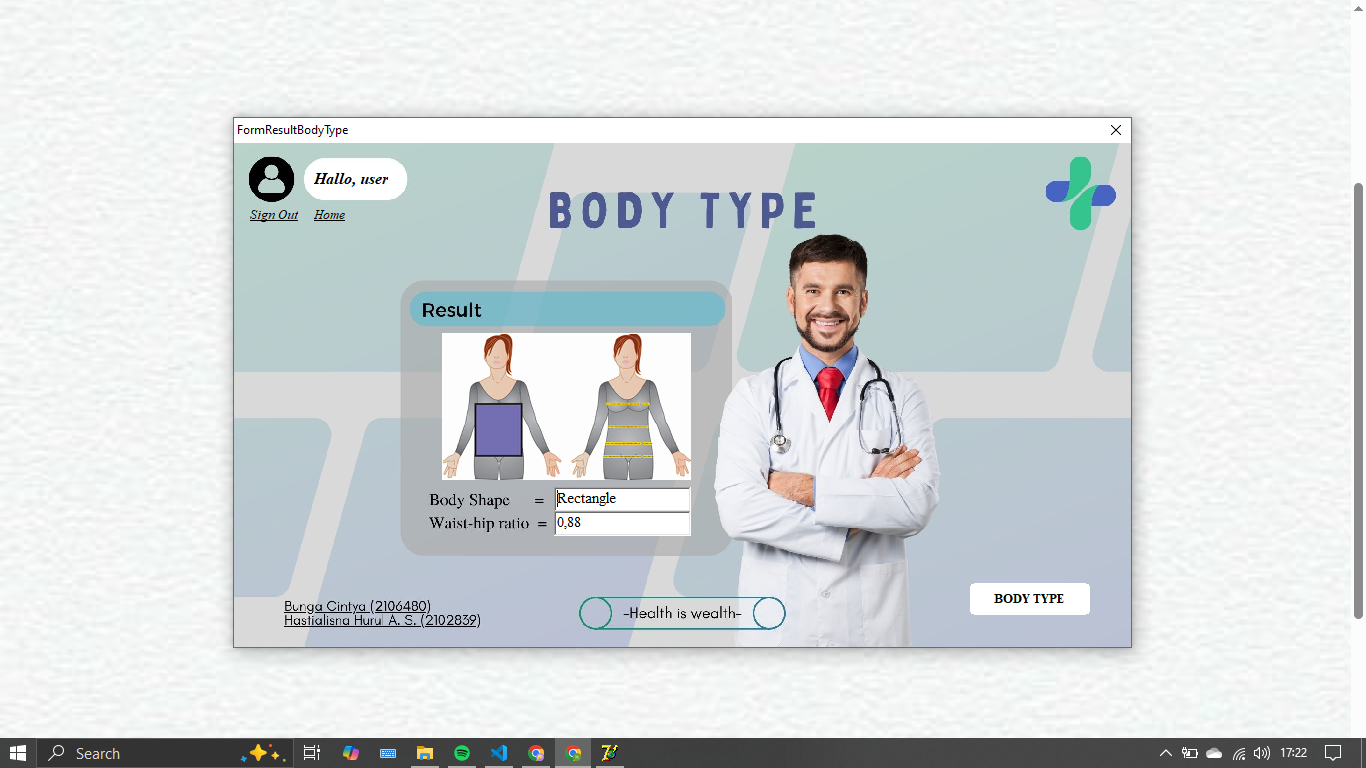 FormResultBodyType
Hallo, user
Sign Out Home
BODY TYPE
Result
Body Shape = Rectangle
Waist-hip ratio = 0,88
Bunga Cintya (2106480)
Hastialisna Hurul A. S. (2102839)
-Health is wealth-
BODY TYPE
Search
17:22